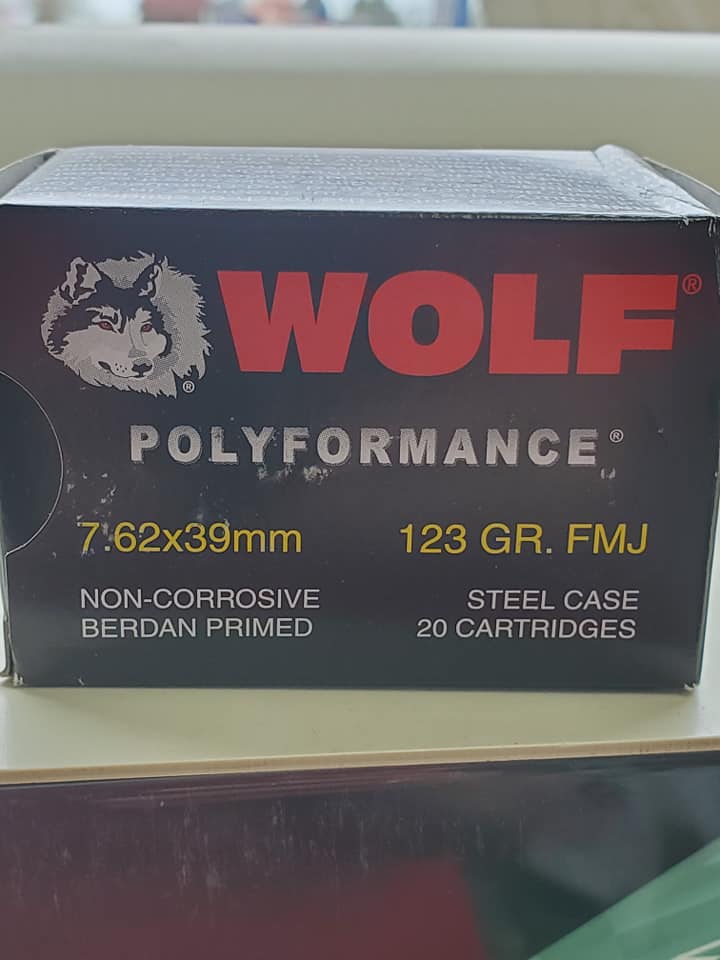 WOLF®
®
POLYFORMANCE®
7.62x39mm 123 GR. FMJ
NON-CORROSIVE STEEL CASE
BERDAN PRIMED 20 CARTRIDGES